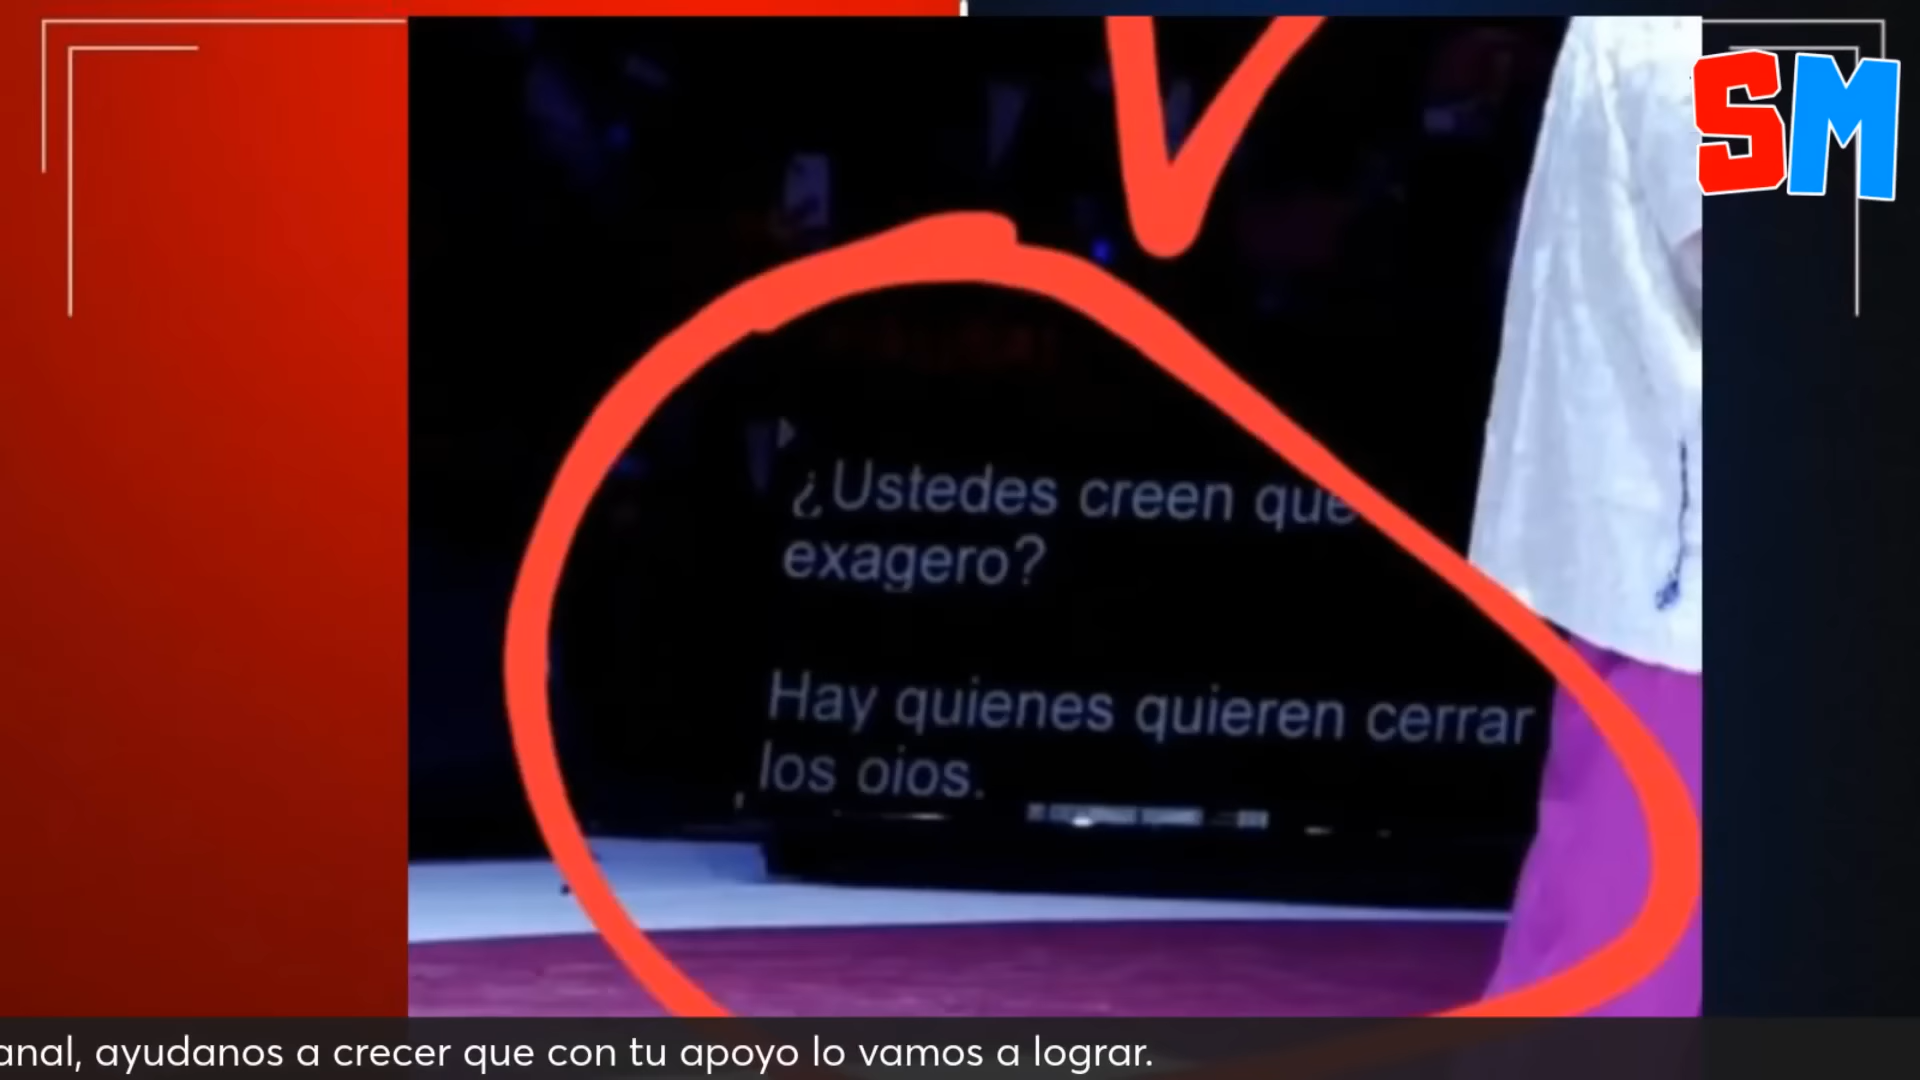 SM
¿Ustedes creen que
exagero?
Hay quienes quieren cerrar
los ojos.
anal, ayudanos a crecer que con tu apoyo lo vamos a lograr.